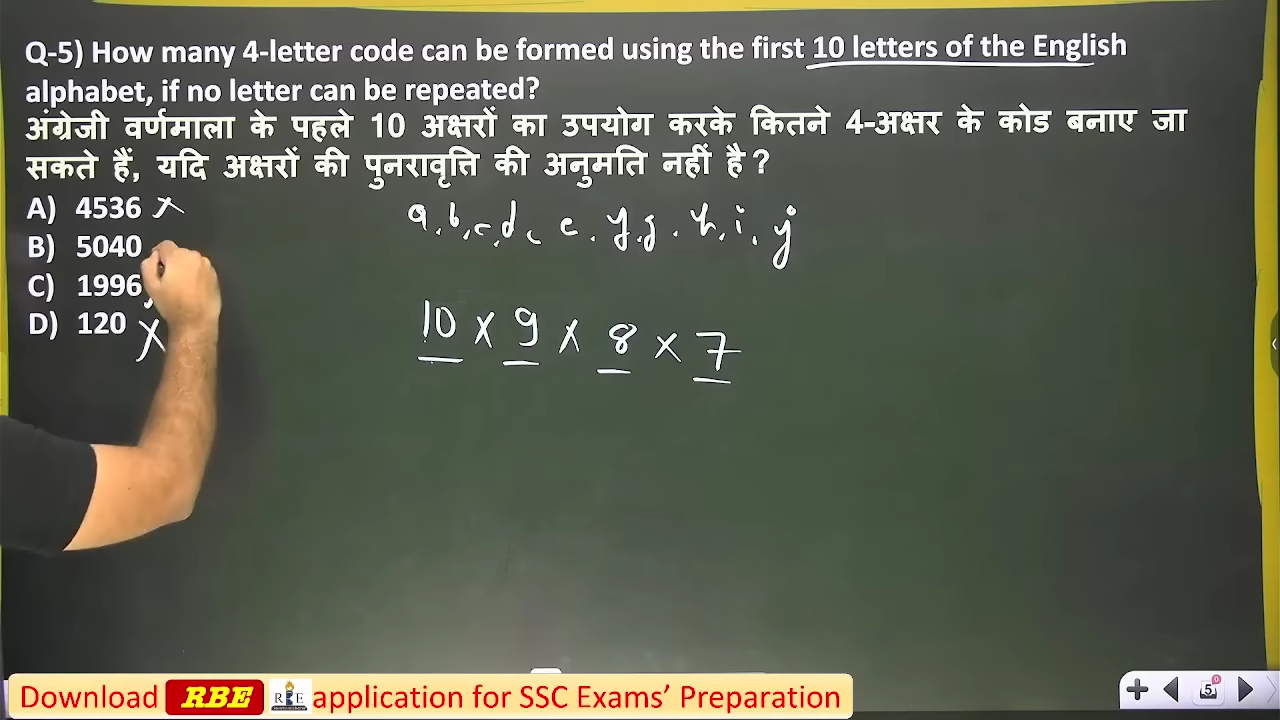 Q-5) How many 4-letter code can be formed using the first 10 letters of the English
alphabet, if no letter can be repeated?
अंग्रेजी वर्णमाला के पहले 10 अक्षरों का उपयोग करके कितने 4-अक्षर के कोड बनाए जा
सकते हैं, यदि अक्षरों की पुनरावृत्ति की अनुमति नहीं है?
A) 4536 ×
B) 5040
C) 1996
D) 120 ×
a, b, c, d, e, f, g, h, i, j
10 × 9 × 8 × 7
Download RBE RBE application for SSC Exams’ Preparation
5 0